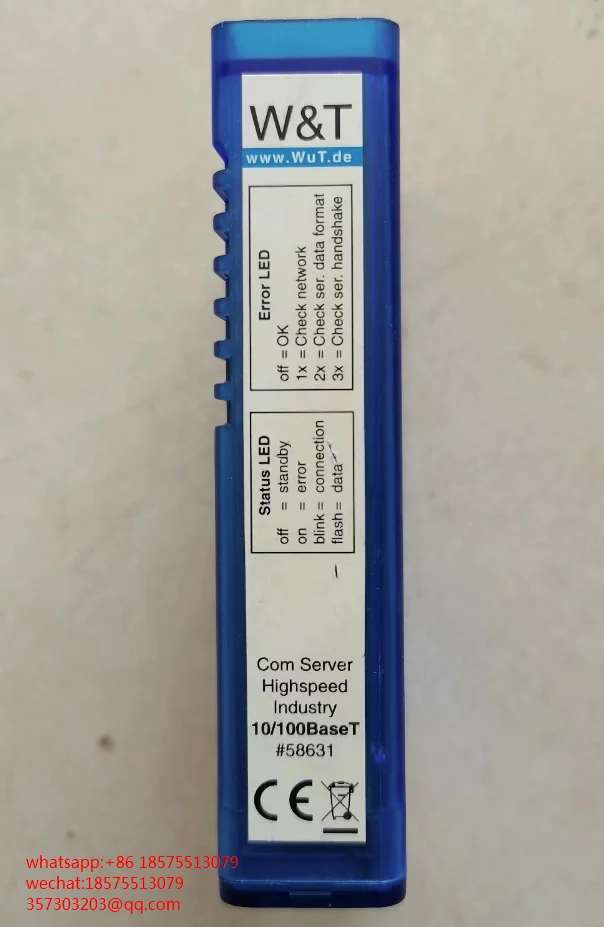 W&T
www.WuT.de
Error LED
off = OK
1x = Check network
2x = Check ser. data format
3x = Check ser. handshake
Status LED
off = standby
on = error
blink = connection
flash = data
Com Server
Highspeed
Industry
10/100BaseT
#58631
CE
whatsapp:+86 18575513079
wechat:18575513079
357303203@qq.com